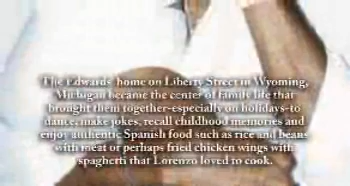 The Edwards' home on Liberty Street in Wyoming,
Michigan became the center of family life that
brought them together-especially on holidays-to
dance, make jokes, recall childhood memories and
enjoy authentic Spanish food such as rice and beans
with meat or perhaps fried chicken wings with
spaghetti that Lorenzo loved to cook.